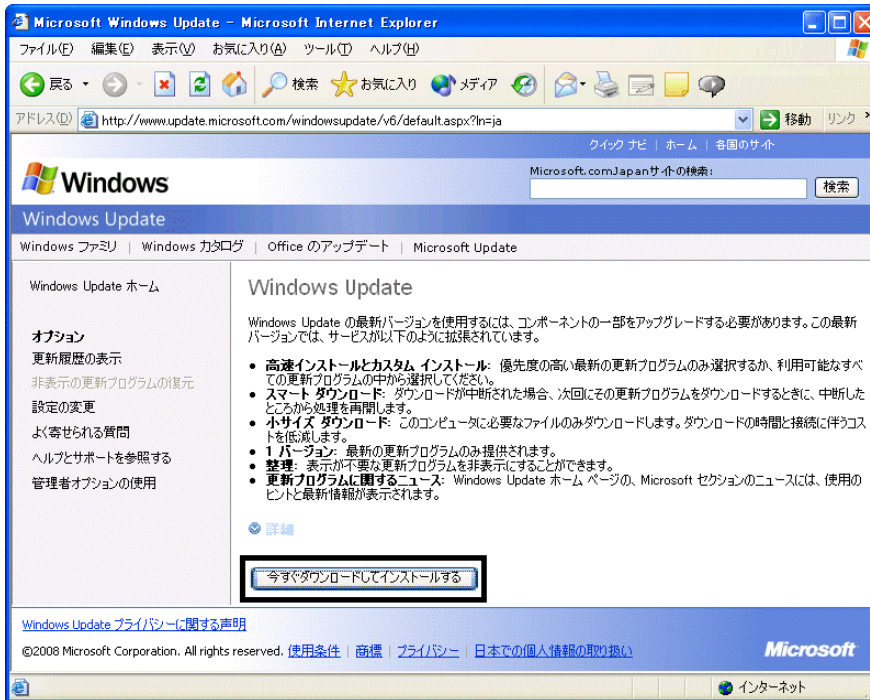 Microsoft Windows Update - Microsoft Internet Explorer
ファイル(F) 編集(E) 表示(V) お気に入り(A) ツール(T) ヘルプ(H)
戻る 検索 お気に入り メディア
アドレス(D) http://www.update.microsoft.com/windowsupdate/v6/default.aspx?ln=ja 移動 リンク
クイック ナビ | ホーム | 各国のサイト
Windows
Microsoft.comJapanサイトの検索:
検索
Windows Update
Windows ファミリ | Windows カタログ | Office のアップデート | Microsoft Update
Windows Update ホーム
オプション
更新履歴の表示
非表示の更新プログラムの復元
設定の変更
よく寄せられる質問
ヘルプとサポートを参照する
管理者オプションの使用
Windows Update
Windows Update の最新バージョンを使用するには、コンポーネントの一部をアップグレードする必要があります。この最新
バージョンでは、サービスが以下のように拡張されています。
• 高速インストールとカスタム インストール: 優先度の高い最新の更新プログラムのみ選択するか、利用可能なすべ
ての更新プログラムの中から選択してください。
• スマート ダウンロード: ダウンロードが中断された場合、次回にその更新プログラムをダウンロードするときに、中断した
ところから処理を再開します。
• 小サイズ ダウンロード: このコンピュータに必要なファイルのみダウンロードします。ダウンロードの時間と接続に伴うコス
トを低減します。
• 1 バージョン: 最新の更新プログラムのみ提供されます。
• 整理: 表示が不要な更新プログラムを非表示にすることができます。
• 更新プログラムに関するニュース: Windows Update ホーム ページの、Microsoft セクションのニュースには、使用の
ヒントと最新情報が表示されます。
詳細
今すぐダウンロードしてインストールする
Windows Update プライバシーに関する声明
©2008 Microsoft Corporation. All rights reserved. 使用条件 | 商標 | プライバシー | 日本での個人情報の取り扱い
Microsoft
インターネット